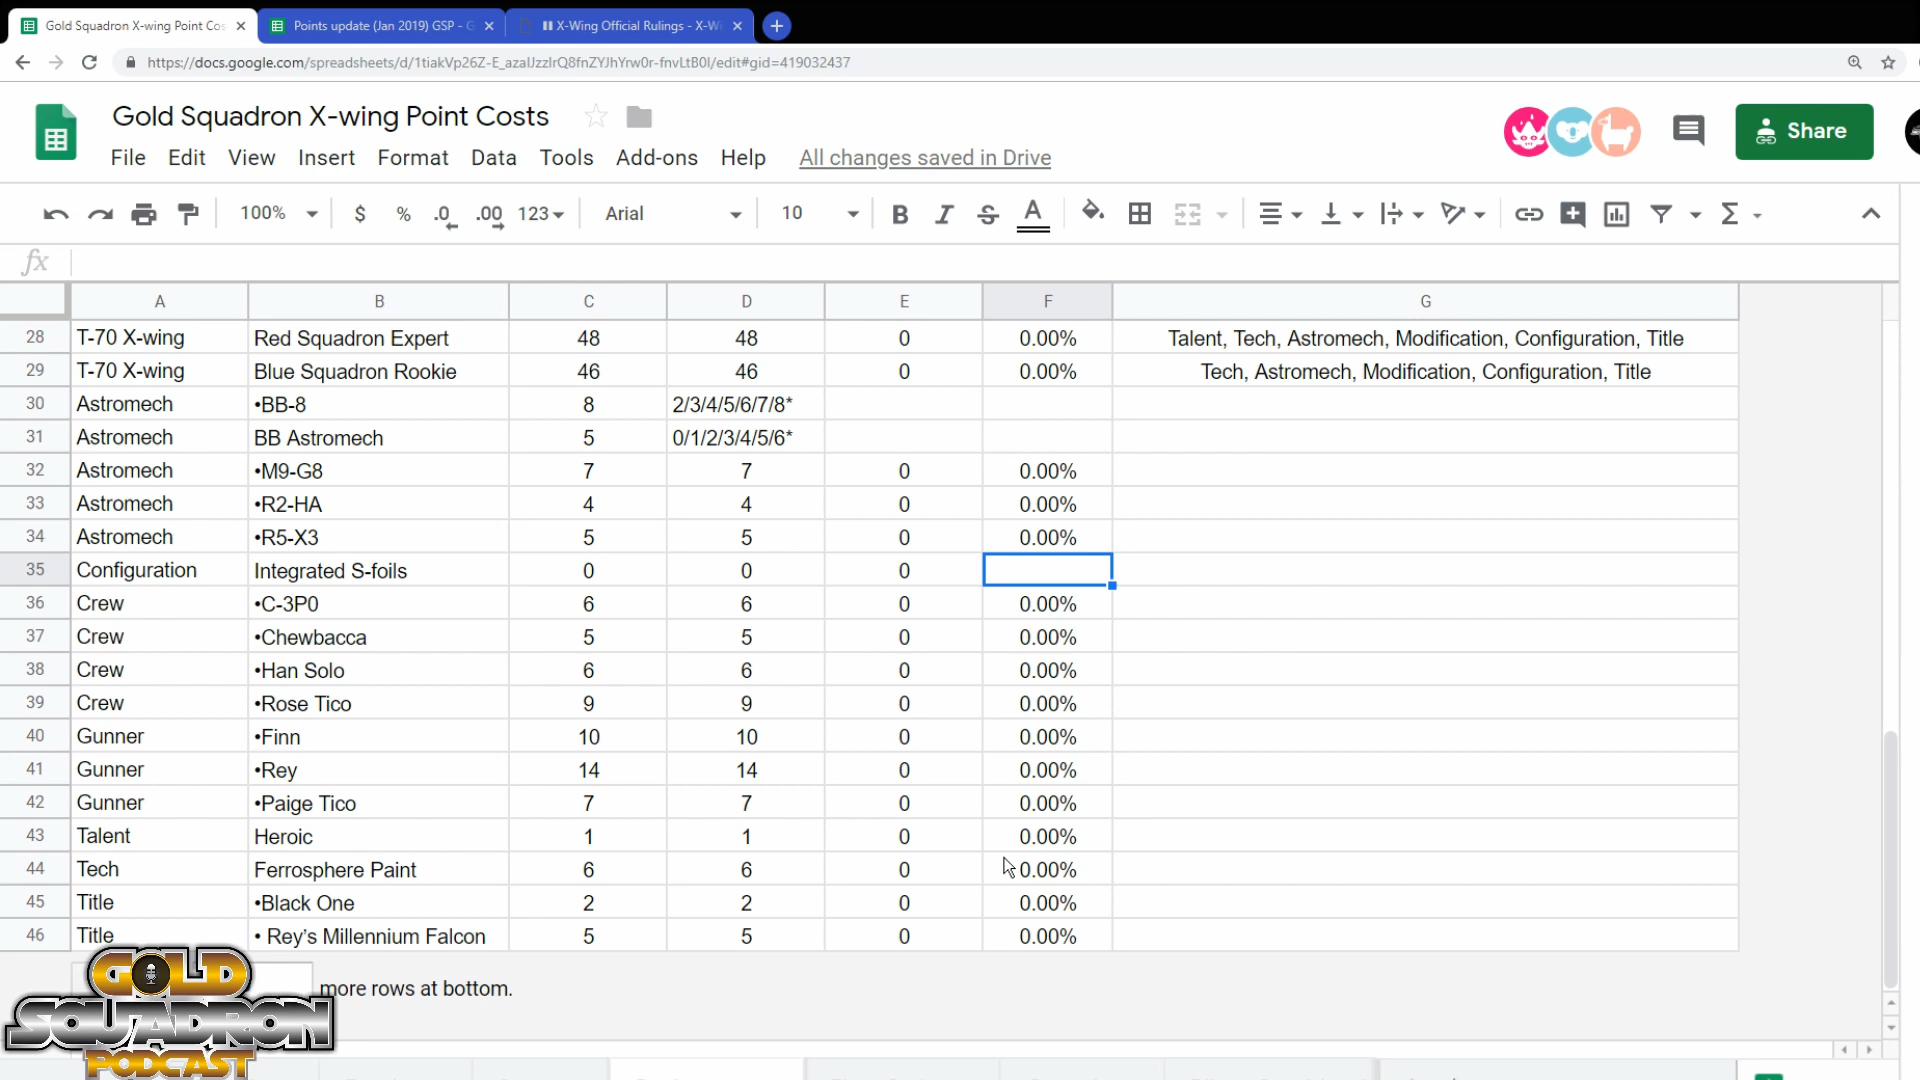 Gold Squadron X-wing Point Cos
Points update (Jan 2019) GSP - G
X-Wing Official Rulings - X-Wi
https://docs.google.com/spreadsheets/d/1tiakVp26Z-E_azaIJzzIrQ8fnZYJhYrw0r-fnvLtB0I/edit#gid=419032437
Gold Squadron X-wing Point Costs
File Edit View Insert Format Data Tools Add-ons Help All changes saved in Drive
Share
100% $ % .0 .00 123 Arial 10 B I S A
fx
A B C D E F G
28 T-70 X-wing Red Squadron Expert 48 48 0 0.00% Talent, Tech, Astromech, Modification, Configuration, Title
29 T-70 X-wing Blue Squadron Rookie 46 46 0 0.00% Tech, Astromech, Modification, Configuration, Title
30 Astromech •BB-8 8 2/3/4/5/6/7/8*
31 Astromech BB Astromech 5 0/1/2/3/4/5/6*
32 Astromech •M9-G8 7 7 0 0.00%
33 Astromech •R2-HA 4 4 0 0.00%
34 Astromech •R5-X3 5 5 0 0.00%
35 Configuration Integrated S-foils 0 0 0
36 Crew •C-3P0 6 6 0 0.00%
37 Crew •Chewbacca 5 5 0 0.00%
38 Crew •Han Solo 6 6 0 0.00%
39 Crew •Rose Tico 9 9 0 0.00%
40 Gunner •Finn 10 10 0 0.00%
41 Gunner •Rey 14 14 0 0.00%
42 Gunner •Paige Tico 7 7 0 0.00%
43 Talent Heroic 1 1 0 0.00%
44 Tech Ferrosphere Paint 6 6 0 0.00%
45 Title •Black One 2 2 0 0.00%
46 Title • Rey’s Millennium Falcon 5 5 0 0.00%
more rows at bottom.
GOLD
SQUADRON
PODCAST